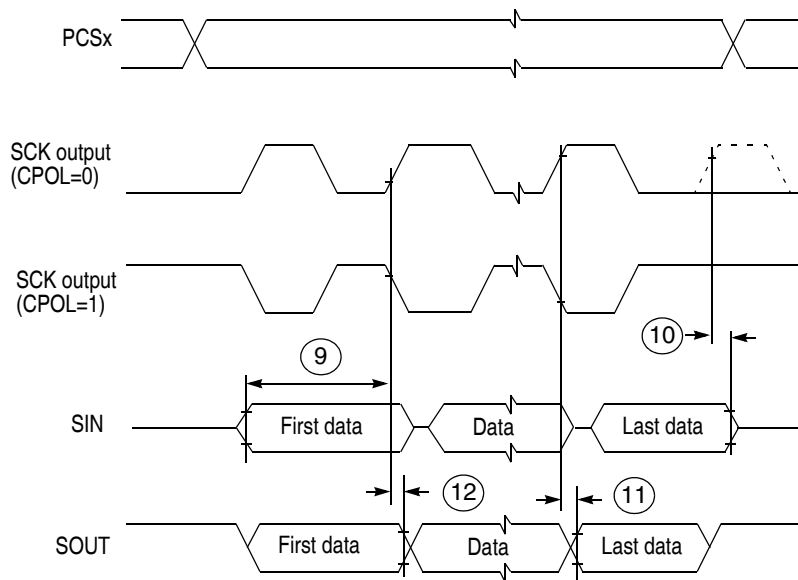 PCSx
SCK output
(CPOL=0)
SCK output
(CPOL=1)
10
9
SIN
First data
Data
Last data
12
11
SOUT
First data
Data
Last data